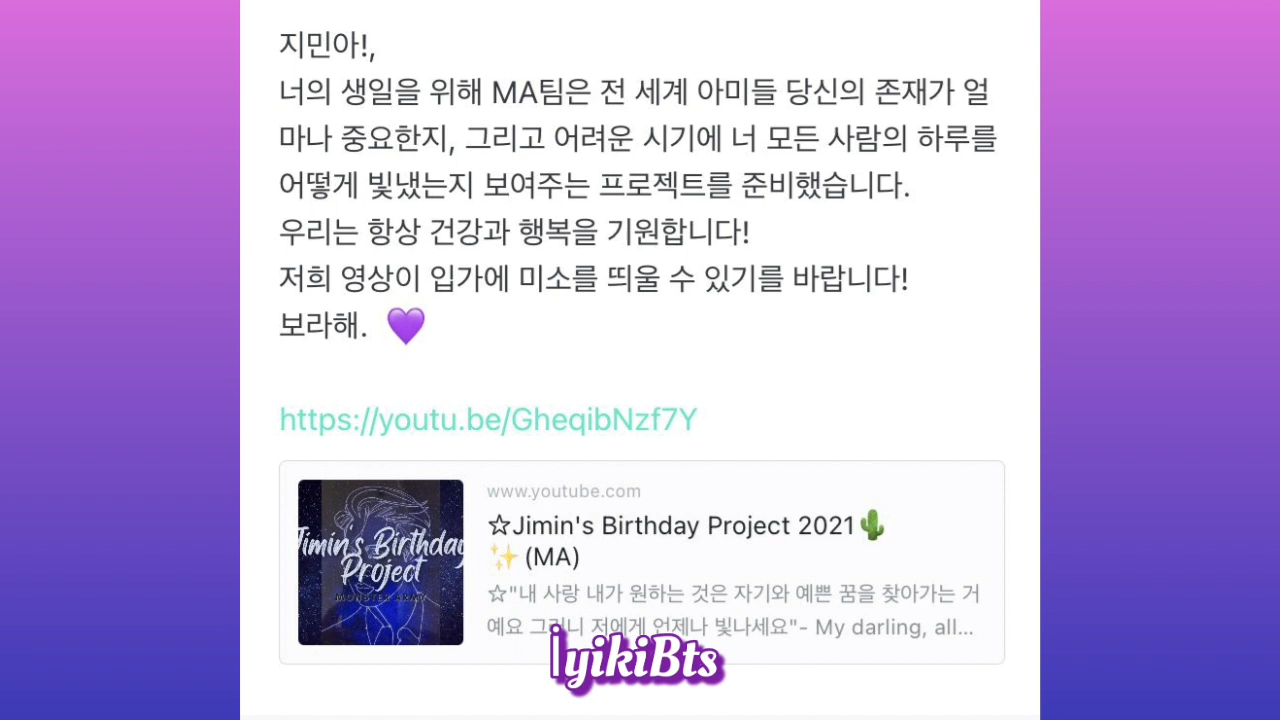 지민아!,
너의 생일을 위해 MA팀은 전 세계 아미들 당신의 존재가 얼
마나 중요한지, 그리고 어려운 시기에 너 모든 사람의 하루를
어떻게 빛냈는지 보여주는 프로젝트를 준비했습니다.
우리는 항상 건강과 행복을 기원합니다!
저희 영상이 입가에 미소를 띄울 수 있기를 바랍니다!
보라해. 💜
https://youtu.be/GheqibNzf7Y
Jimin's Birthday
Project
MONSTER ARMY
www.youtube.com
☆Jimin's Birthday Project 2021🌵
✨ (MA)
☆"내 사랑 내가 원하는 것은 자기와 예쁜 꿈을 찾아가는 거
예요 그러니 저에게 언제나 빛나세요"- My darling, all...
İyikiBts